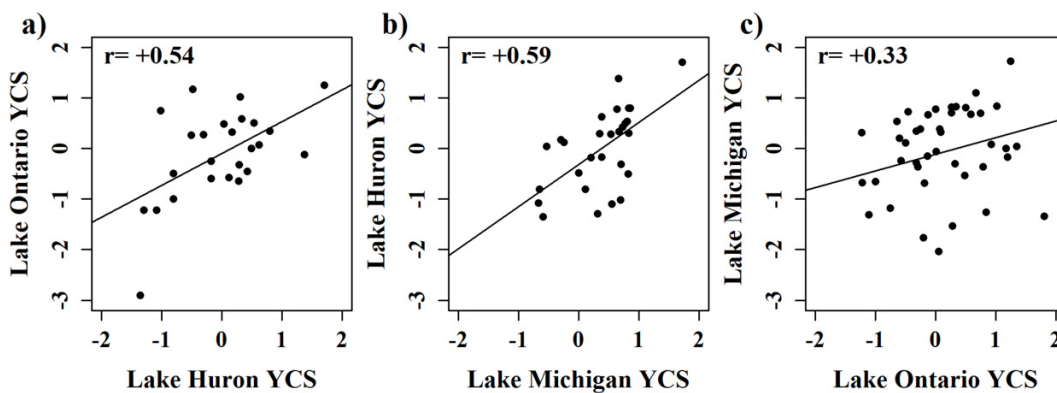 a)
r= +0.54
Lake Ontario YCS
2
1
0
-1
-2
-3
-2 -1 0 1 2
Lake Huron YCS
b)
r= +0.59
Lake Huron YCS
2
1
0
-1
-2
-3
-2 -1 0 1 2
Lake Michigan YCS
c)
r= +0.33
Lake Michigan YCS
2
1
0
-1
-2
-3
-2 -1 0 1 2
Lake Ontario YCS